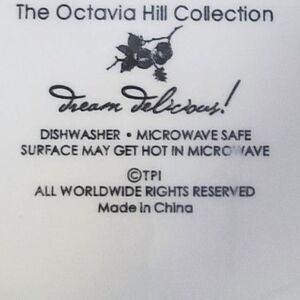 The Octavia Hill Collection
dream delicious!
DISHWASHER • MICROWAVE SAFE
SURFACE MAY GET HOT IN MICROWAVE
©TPI
ALL WORLDWIDE RIGHTS RESERVED
Made in China